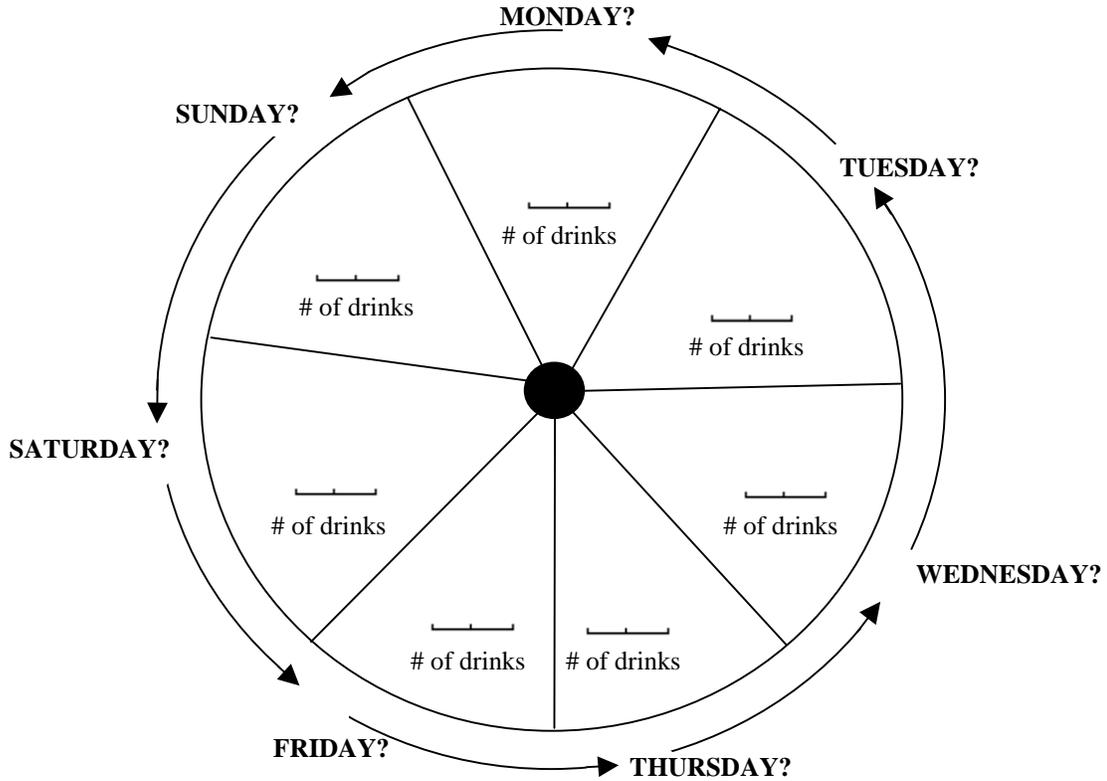 MONDAY?
SUNDAY?
TUESDAY?
# of drinks
# of drinks
# of drinks
SATURDAY?
# of drinks
# of drinks
WEDNESDAY?
# of drinks
# of drinks
FRIDAY?
THURSDAY?